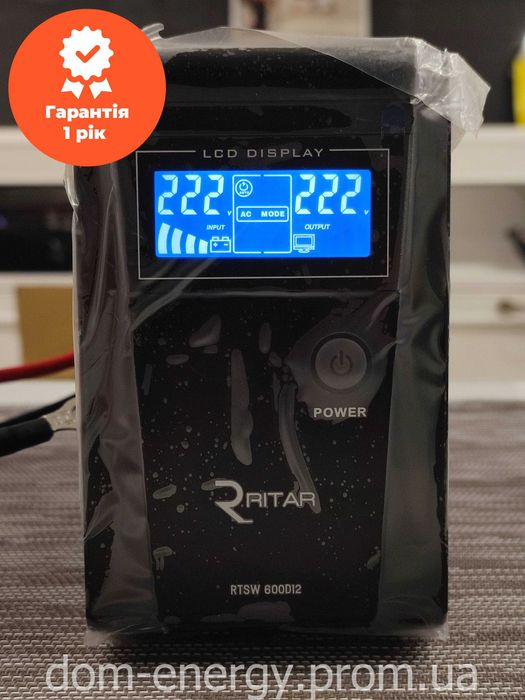 Гарантія
1 рік
LCD DISPLAY
222 v 222 v
AC MODE
INPUT OUTPUT
POWER
RITAR
RTSW 600D12
dom-energy.prom.ua